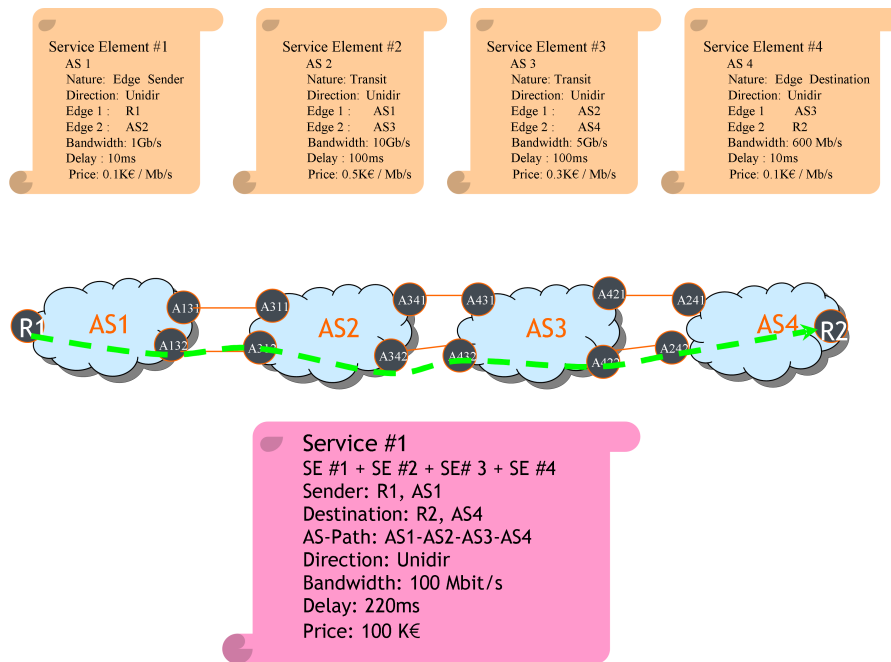 Service Element #1
AS 1
Nature: Edge Sender
Direction: Unidir
Edge 1 : R1
Edge 2 : AS2
Bandwidth: 1Gb/s
Delay : 10ms
Price: 0.1K€ / Mb/s
Service Element #2
AS 2
Nature: Transit
Direction: Unidir
Edge 1 : AS1
Edge 2 : AS3
Bandwidth: 10Gb/s
Delay : 100ms
Price: 0.5K€ / Mb/s
Service Element #3
AS 3
Nature: Transit
Direction: Unidir
Edge 1 : AS2
Edge 2 : AS4
Bandwidth: 5Gb/s
Delay : 100ms
Price: 0.3K€ / Mb/s
Service Element #4
AS 4
Nature: Edge Destination
Direction: Unidir
Edge 1 AS3
Edge 2 R2
Bandwidth: 600 Mb/s
Delay : 10ms
Price: 0.1K€ / Mb/s
R1
AS1
A131
A132
A311
AS2
A341
A342
A431
A432
AS3
A421
A241
A242
AS4
R2
Service #1
SE #1 + SE #2 + SE# 3 + SE #4
Sender: R1, AS1
Destination: R2, AS4
AS-Path: AS1-AS2-AS3-AS4
Direction: Unidir
Bandwidth: 100 Mbit/s
Delay: 220ms
Price: 100 K€